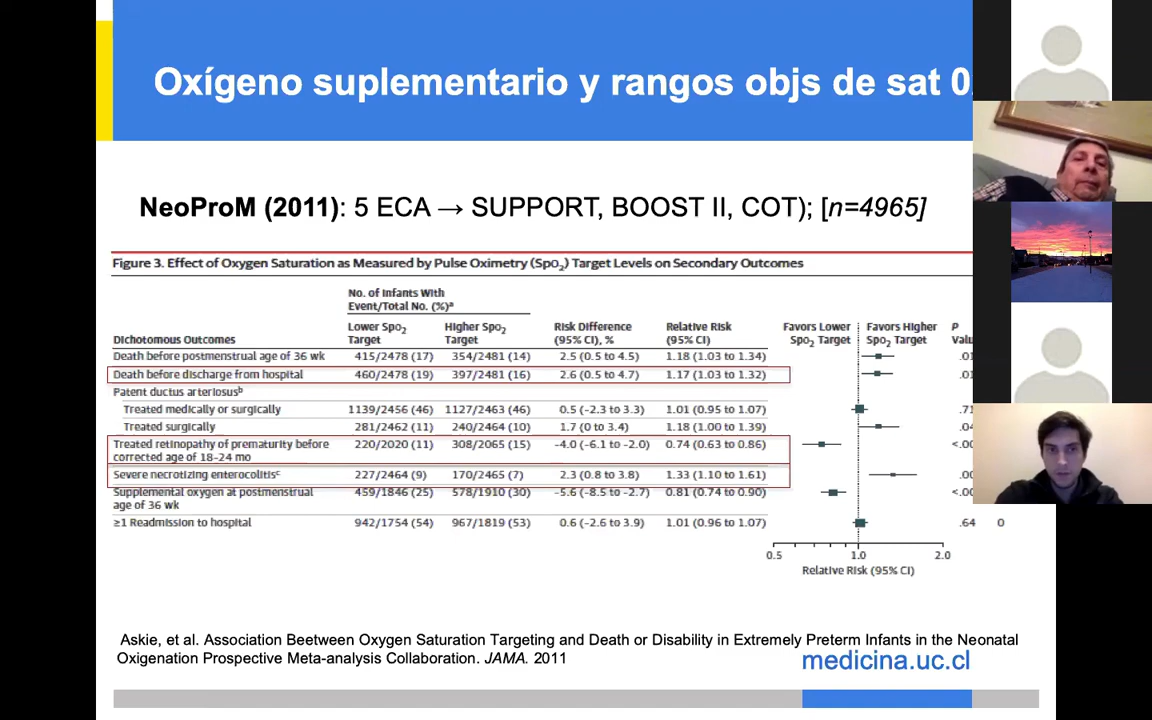 Oxígeno suplementario y rangos objs de sat 0
NeoProM (2011): 5 ECA → SUPPORT, BOOST II, COT); [n=4965]
Figure 3. Effect of Oxygen Saturation as Measured by Pulse Oximetry (Spo2) Target Levels on Secondary Outcomes
No. of Infants With
Event/Total No. (%)a
Lower Spo2 Higher Spo2 Risk Difference Relative Risk Favors Lower Favors Higher P
Dichotomous Outcomes Target Target (95% CI), % (95% CI) Spo2 Target Spo2 Target
Death before postmenstrual age of 36 wk 415/2478 (17) 354/2481 (14) 2.5 (0.5 to 4.5) 1.18 (1.03 to 1.34) .01
Death before discharge from hospital 460/2478 (19) 397/2481 (16) 2.6 (0.5 to 4.7) 1.17 (1.03 to 1.32) .01
Patent ductus arteriosusb
Treated medically or surgically 1139/2456 (46) 1127/2463 (46) 0.5 (-2.3 to 3.3) 1.01 (0.95 to 1.07) .71
Treated surgically 281/2462 (11) 240/2464 (10) 1.7 (0 to 3.4) 1.18 (1.00 to 1.39) .04
Treated retinopathy of prematurity before 220/2020 (11) 308/2065 (15) -4.0 (-6.1 to -2.0) 0.74 (0.63 to 0.86) <.00
corrected age of 18-24 mo
Severe necrotizing enterocolitisc 227/2464 (9) 170/2465 (7) 2.3 (0.8 to 3.8) 1.33 (1.10 to 1.61) .00
Supplemental oxygen at postmenstrual 459/1846 (25) 578/1910 (30) -5.6 (-8.5 to -2.7) 0.81 (0.74 to 0.90) <.00
age of 36 wk
≥1 Readmission to hospital 942/1754 (54) 967/1819 (53) 0.6 (-2.6 to 3.9) 1.01 (0.96 to 1.07) .64 0
0.5 1.0 2.0
Relative Risk (95% CI)
Askie, et al. Association Beetween Oxygen Saturation Targeting and Death or Disability in Extremely Preterm Infants in the Neonatal
Oxigenation Prospective Meta-analysis Collaboration. JAMA. 2011
medicina.uc.cl